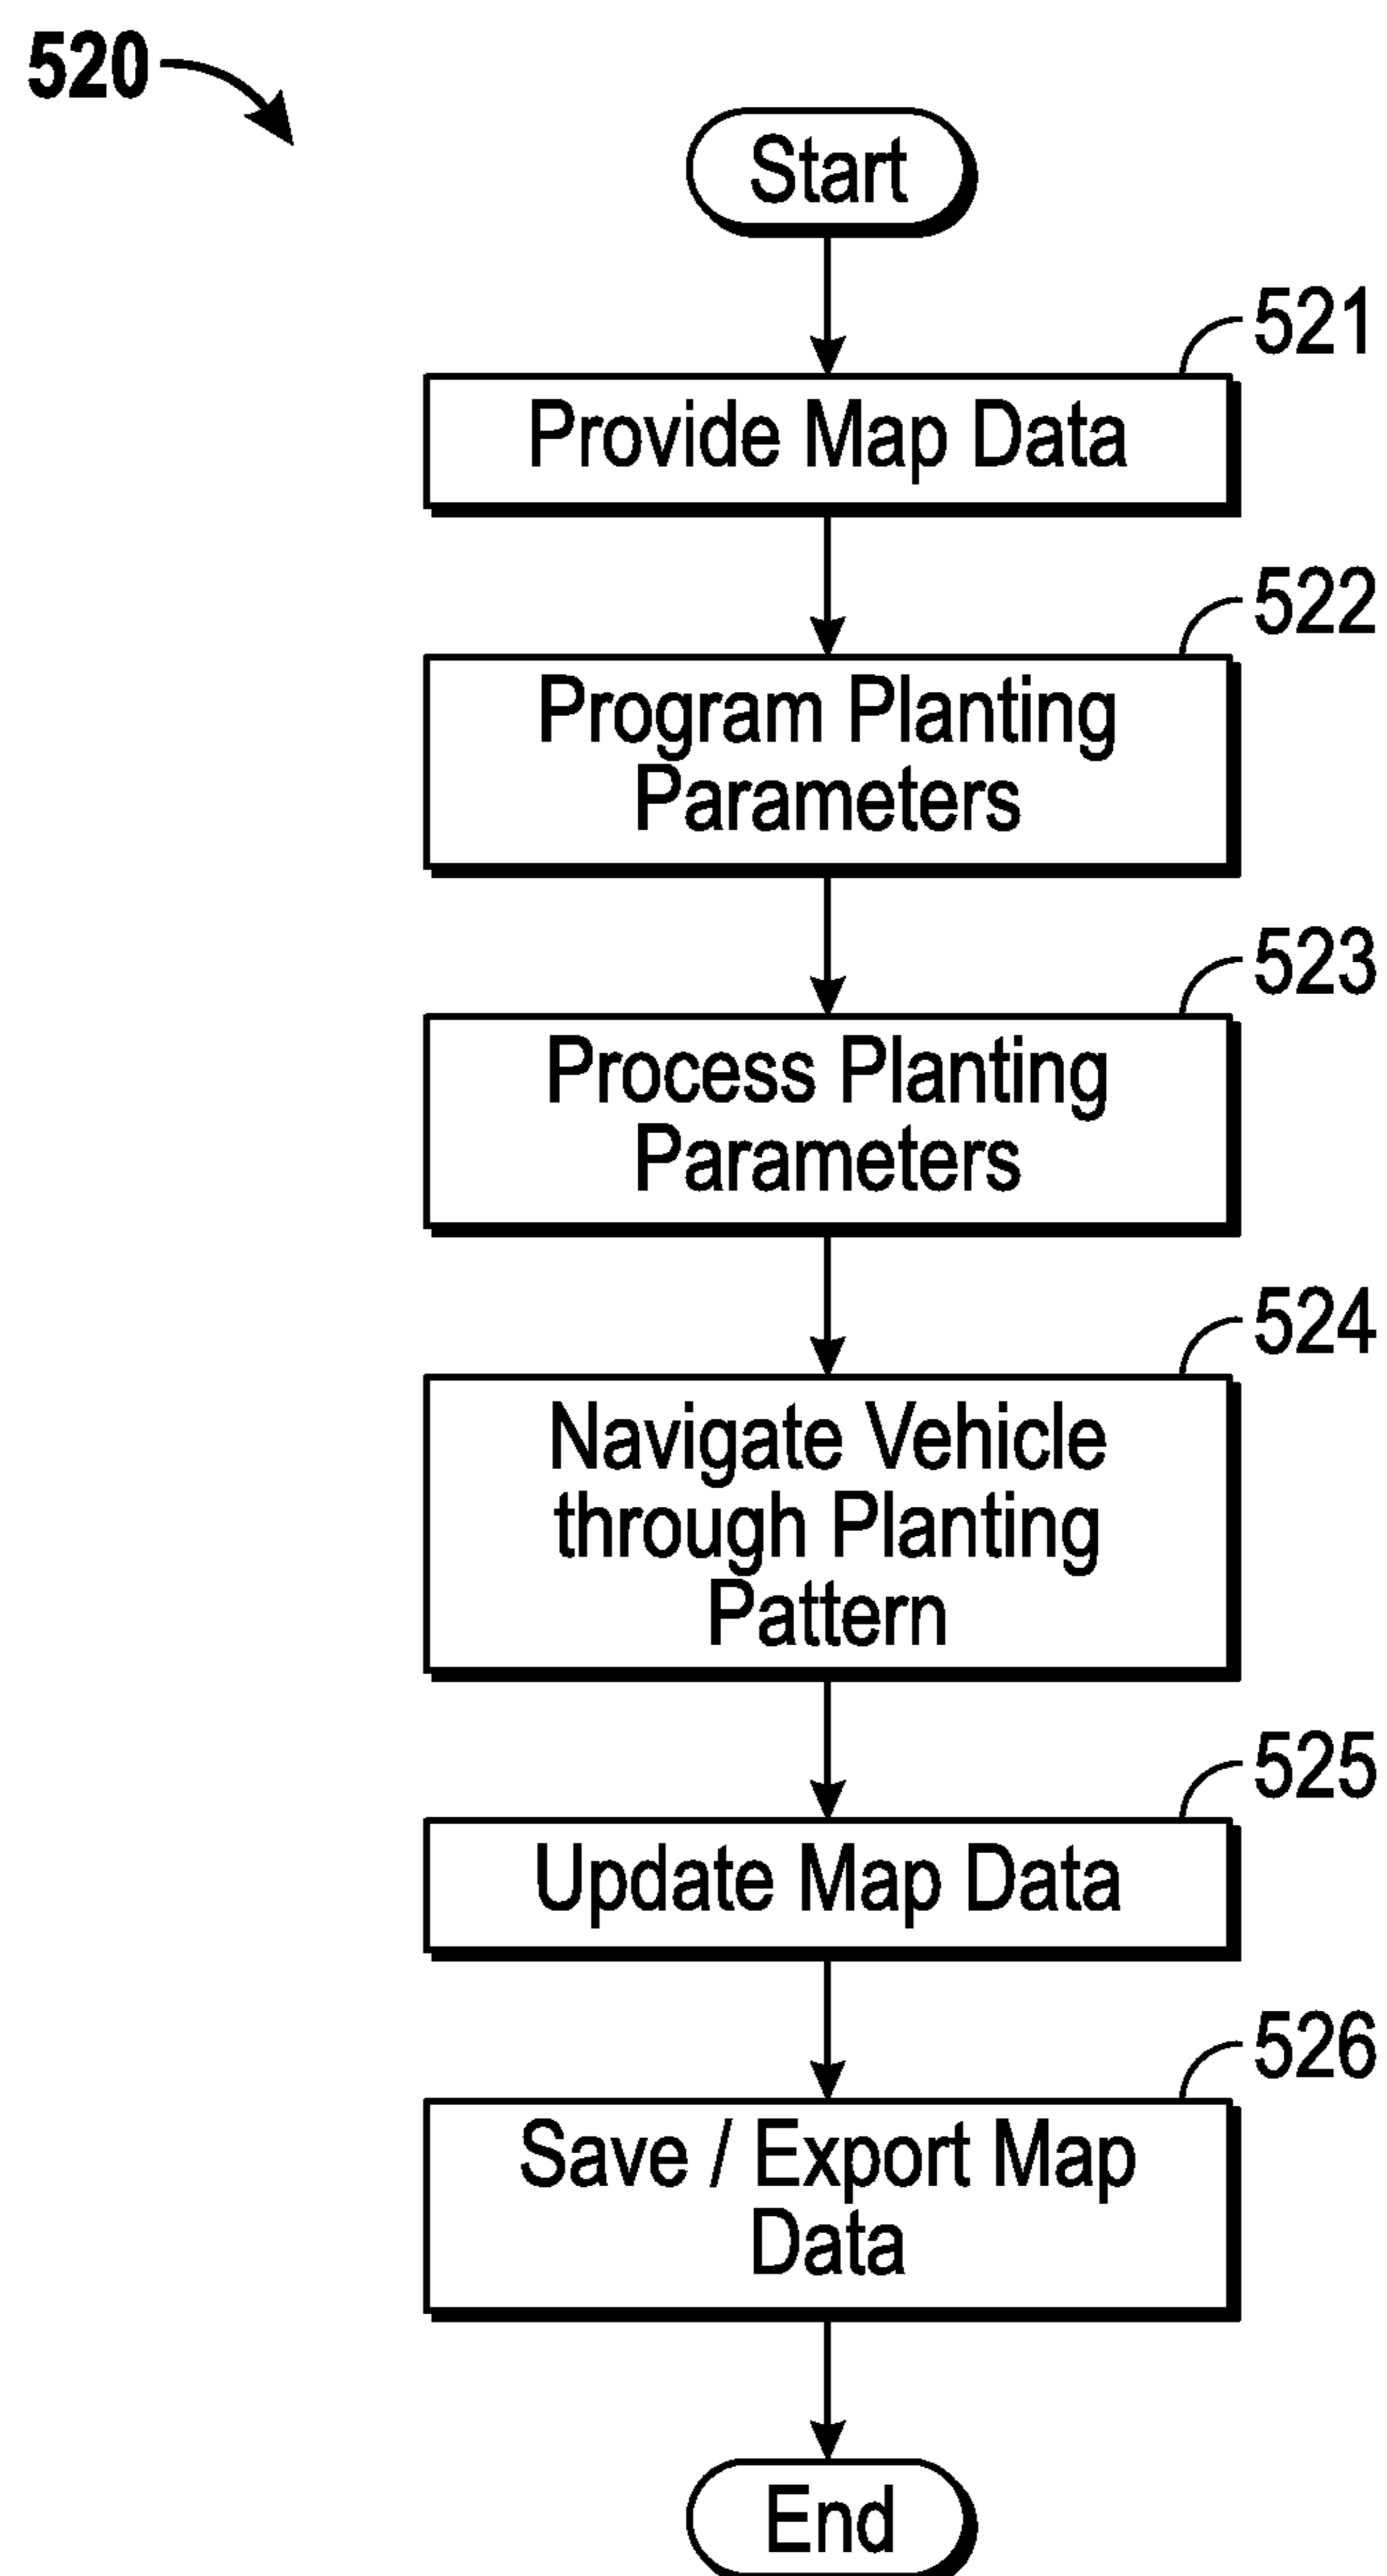 520
Start
521
Provide Map Data
522
Program Planting
Parameters
523
Process Planting
Parameters
524
Navigate Vehicle
through Planting
Pattern
525
Update Map Data
526
Save / Export Map
Data
End